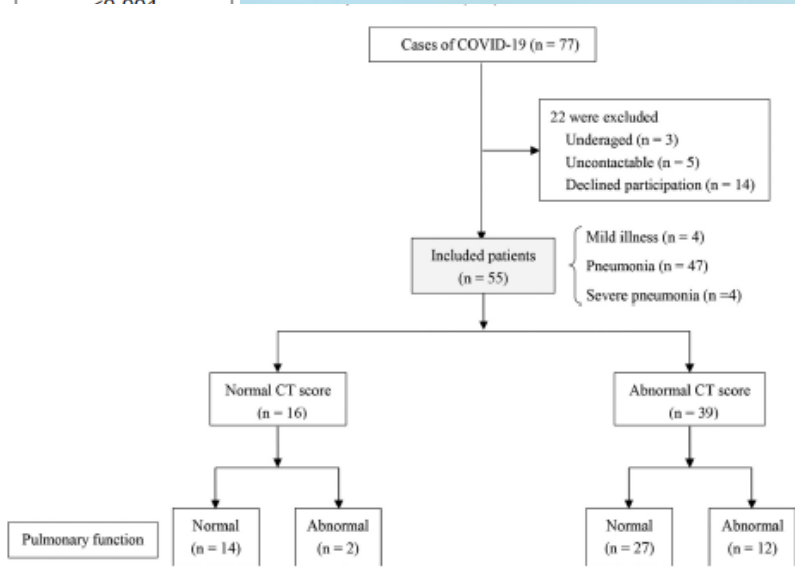 Cases of COVID-19 (n = 77)
22 were excluded
Underaged (n = 3)
Uncontactable (n = 5)
Declined participation (n = 14)
Included patients
(n = 55)
Mild illness (n = 4)
Pneumonia (n = 47)
Severe pneumonia (n =4)
Normal CT score
(n = 16)
Abnormal CT score
(n = 39)
Pulmonary function
Normal
(n = 14)
Abnormal
(n = 2)
Normal
(n = 27)
Abnormal
(n = 12)